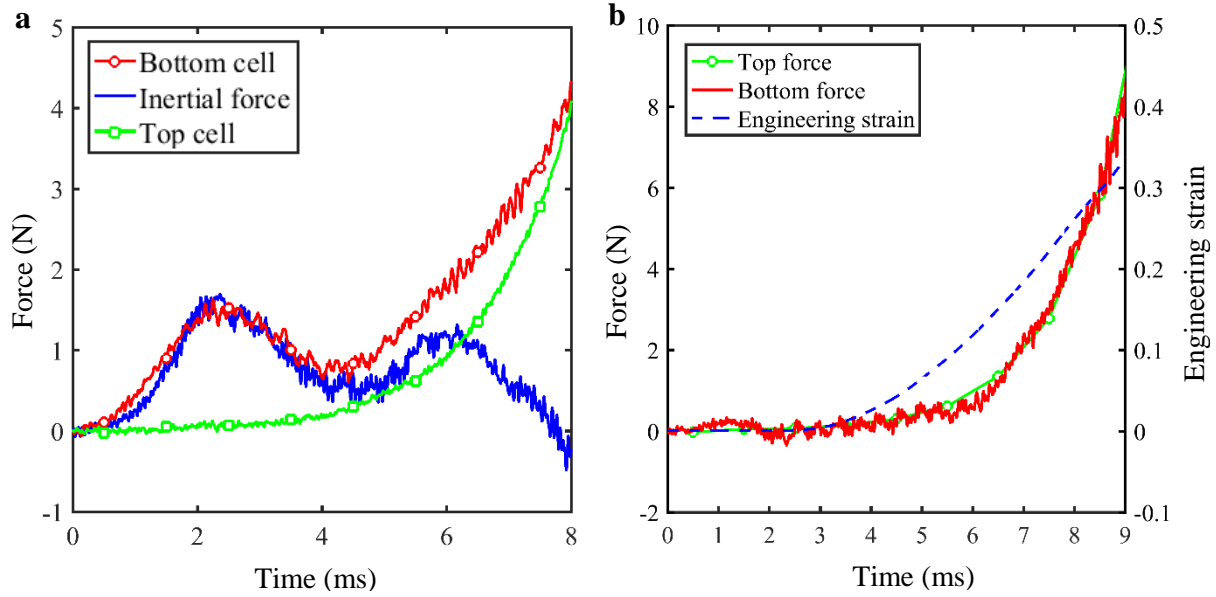 a
5
4
3
2
1
0
-1
Force (N)
Bottom cell
Inertial force
Top cell
0
2
4
6
8
Time (ms)
b
10
8
6
4
2
0
-2
Force (N)
Top force
Bottom force
Engineering strain
0.5
0.4
0.3
0.2
0.1
0
-0.1
Engineering strain
0
1
2
3
4
5
6
7
8
9
Time (ms)